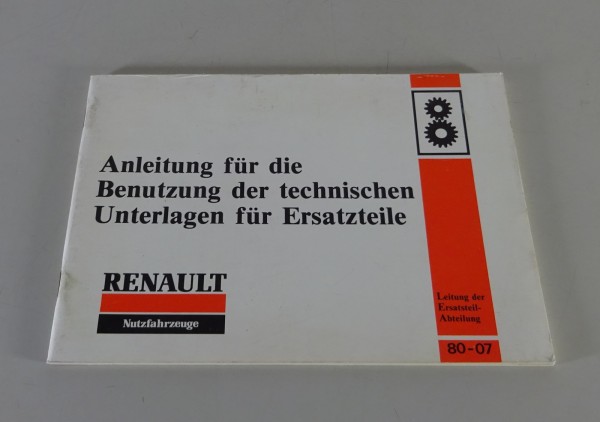 Anleitung für die
Benutzung der technischen
Unterlagen für Ersatzteile
RENAULT
Nutzfahrzeuge
Leitung der
Ersatzteil-
Abteilung
80-07